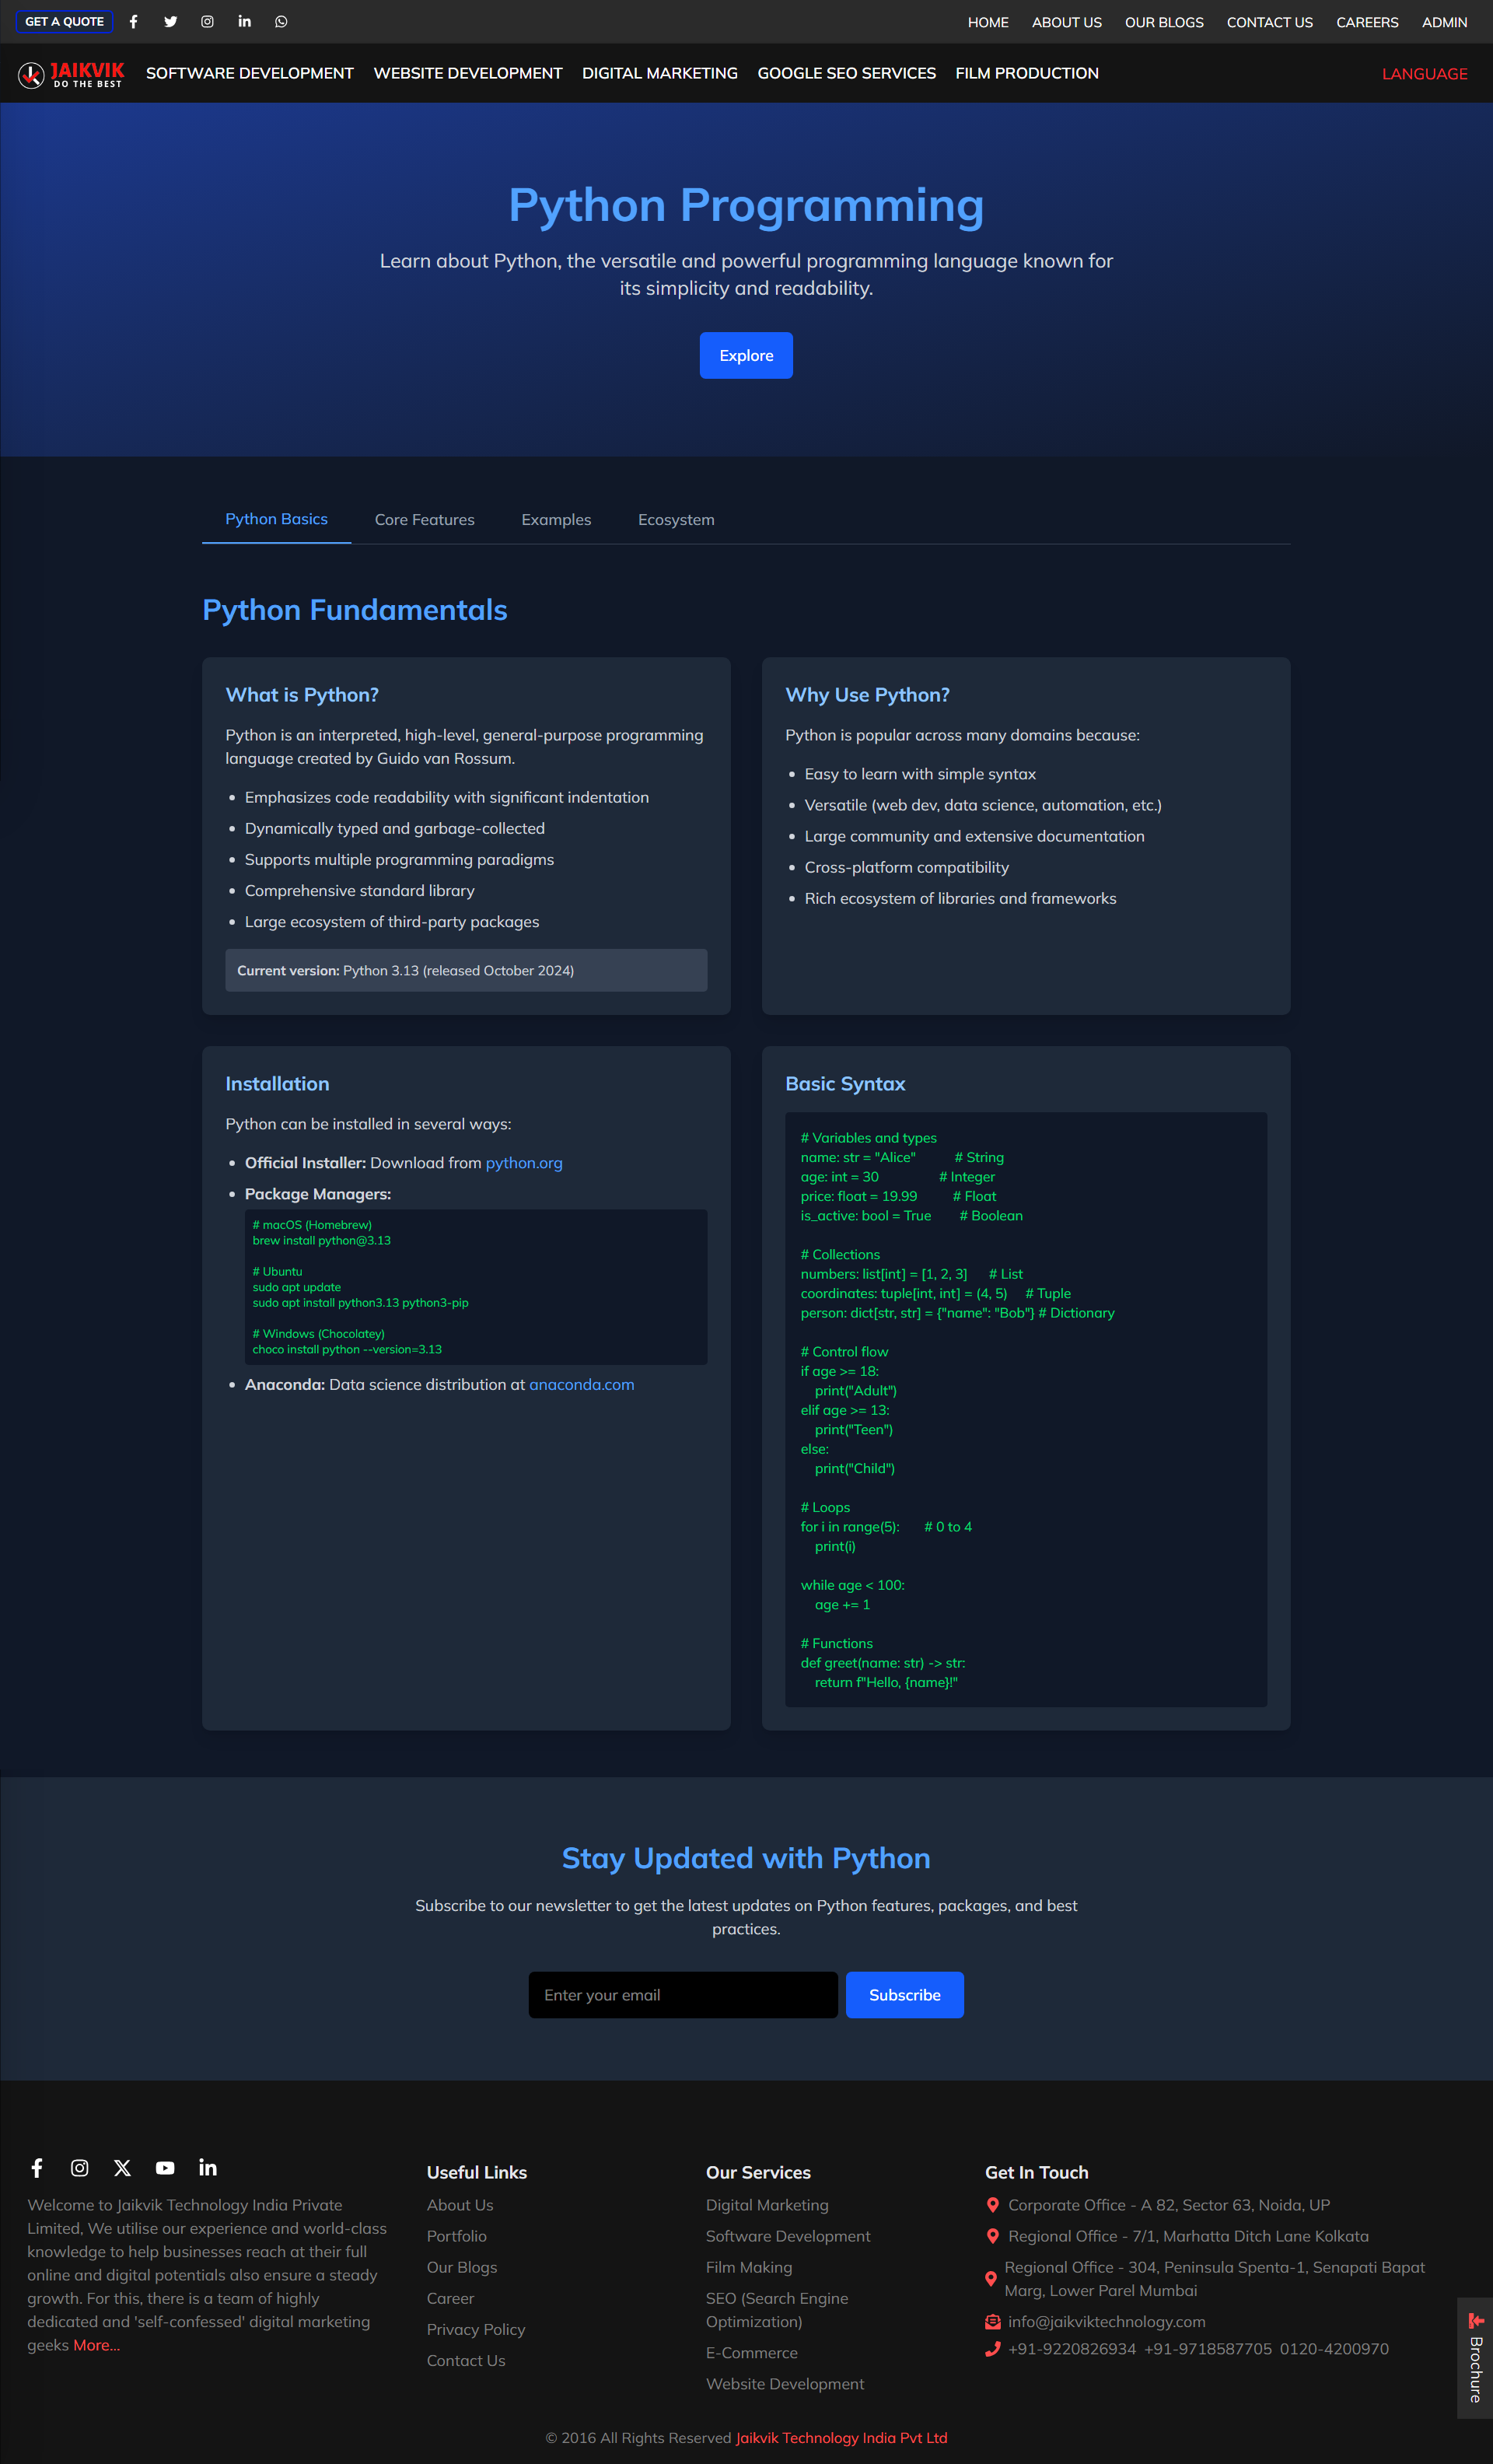 GET A QUOTE
HOME ABOUT US OUR BLOGS CONTACT US CAREERS ADMIN
JAIKVIK
DO THE BEST
SOFTWARE DEVELOPMENT WEBSITE DEVELOPMENT DIGITAL MARKETING GOOGLE SEO SERVICES FILM PRODUCTION
LANGUAGE
Python Programming
Learn about Python, the versatile and powerful programming language known for
its simplicity and readability.
Explore
Python Basics Core Features Examples Ecosystem
Python Fundamentals
What is Python?
Python is an interpreted, high-level, general-purpose programming
language created by Guido van Rossum.
• Emphasizes code readability with significant indentation
• Dynamically typed and garbage-collected
• Supports multiple programming paradigms
• Comprehensive standard library
• Large ecosystem of third-party packages
Current version: Python 3.13 (released October 2024)
Why Use Python?
Python is popular across many domains because:
• Easy to learn with simple syntax
• Versatile (web dev, data science, automation, etc.)
• Large community and extensive documentation
• Cross-platform compatibility
• Rich ecosystem of libraries and frameworks
Installation
Python can be installed in several ways:
• Official Installer: Download from python.org
• Package Managers:
# macOS (Homebrew)
brew install python@3.13
# Ubuntu
sudo apt update
sudo apt install python3.13 python3-pip
# Windows (Chocolatey)
choco install python --version=3.13
• Anaconda: Data science distribution at anaconda.com
Basic Syntax
# Variables and types
name: str = "Alice" # String
age: int = 30 # Integer
price: float = 19.99 # Float
is_active: bool = True # Boolean
# Collections
numbers: list[int] = [1, 2, 3] # List
coordinates: tuple[int, int] = (4, 5) # Tuple
person: dict[str, str] = {"name": "Bob"} # Dictionary
# Control flow
if age >= 18:
print("Adult")
elif age >= 13:
print("Teen")
else:
print("Child")
# Loops
for i in range(5): # 0 to 4
print(i)
while age < 100:
age += 1
# Functions
def greet(name: str) -> str:
return f"Hello, {name}!"
Stay Updated with Python
Subscribe to our newsletter to get the latest updates on Python features, packages, and best
practices.
Enter your email
Subscribe
Welcome to Jaikvik Technology India Private
Limited, We utilise our experience and world-class
knowledge to help businesses reach at their full
online and digital potentials also ensure a steady
growth. For this, there is a team of highly
dedicated and 'self-confessed' digital marketing
geeks More...
Useful Links
About Us
Portfolio
Our Blogs
Career
Privacy Policy
Contact Us
Our Services
Digital Marketing
Software Development
Film Making
SEO (Search Engine
Optimization)
E-Commerce
Website Development
Get In Touch
Corporate Office - A 82, Sector 63, Noida, UP
Regional Office - 7/1, Marhatta Ditch Lane Kolkata
Regional Office - 304, Peninsula Spenta-1, Senapati Bapat
Marg, Lower Parel Mumbai
info@jaikviktechnology.com
+91-9220826934 +91-9718587705 0120-4200970
Brochure
© 2016 All Rights Reserved Jaikvik Technology India Pvt Ltd